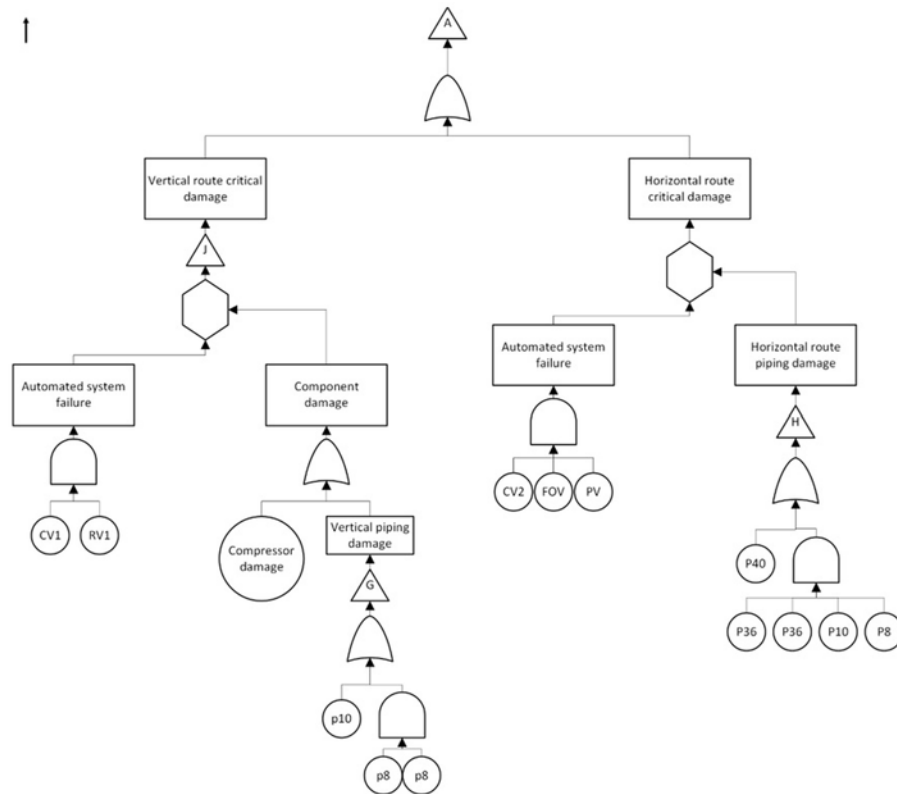 A
Vertical route critical
damage
Horizontal route
critical damage
J
Automated system
failure
Component
damage
Automated system
failure
Horizontal route
piping damage
H
CV1
RV1
CV2
FOV
PV
Compressor
damage
Vertical piping
damage
G
P40
P36
P36
P10
P8
p10
p8
p8